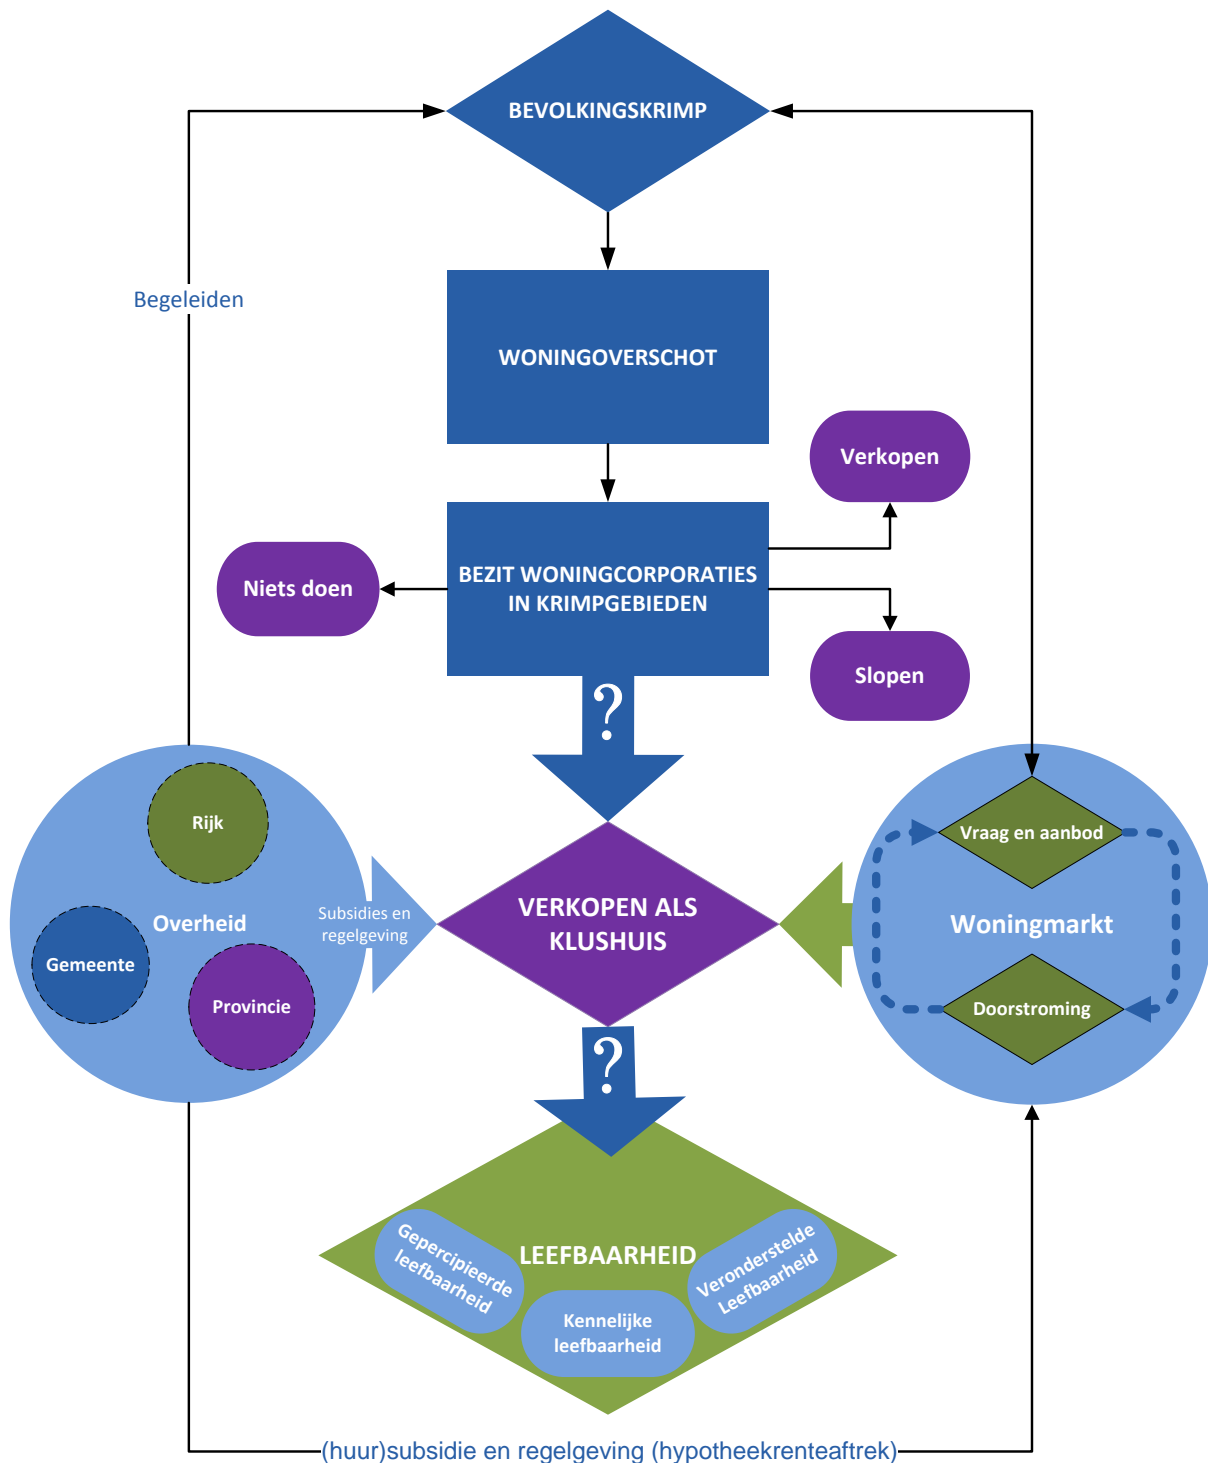 BEVOLKINGSKRIMP
Begeleiden
WONINGOVERSCHOT
Verkopen
BEZIT WONINGCORPORATIES
IN KRIMPGEBIEDEN
Niets doen
Slopen
?
Rijk
Overheid
Gemeente
Provincie
Subsidies en
regelgeving
VERKOPEN ALS
KLUSHUIS
Vraag en aanbod
Woningmarkt
Doorstroming
?
LEEFBAARHEID
Gepercipieerde
leefbaarheid
Kennelijke
leefbaarheid
Veronderstelde
Leefbaarheid
(huur)subsidie en regelgeving (hypotheekrenteaftrek)